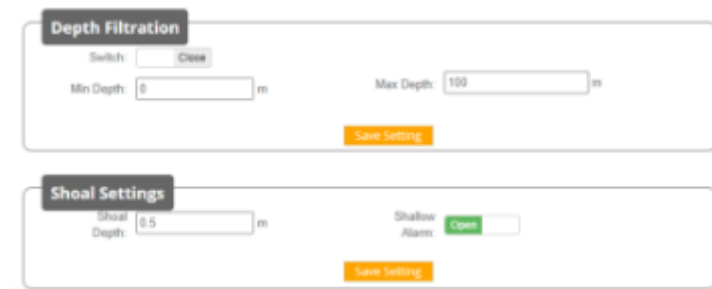 Depth Filtration
Switch: Close
Min Depth: 0 m Max Depth: 100 m
Save Setting
Shoal Settings
Shoal Depth: 0.5 m Shallow Alarm: Open
Save Setting